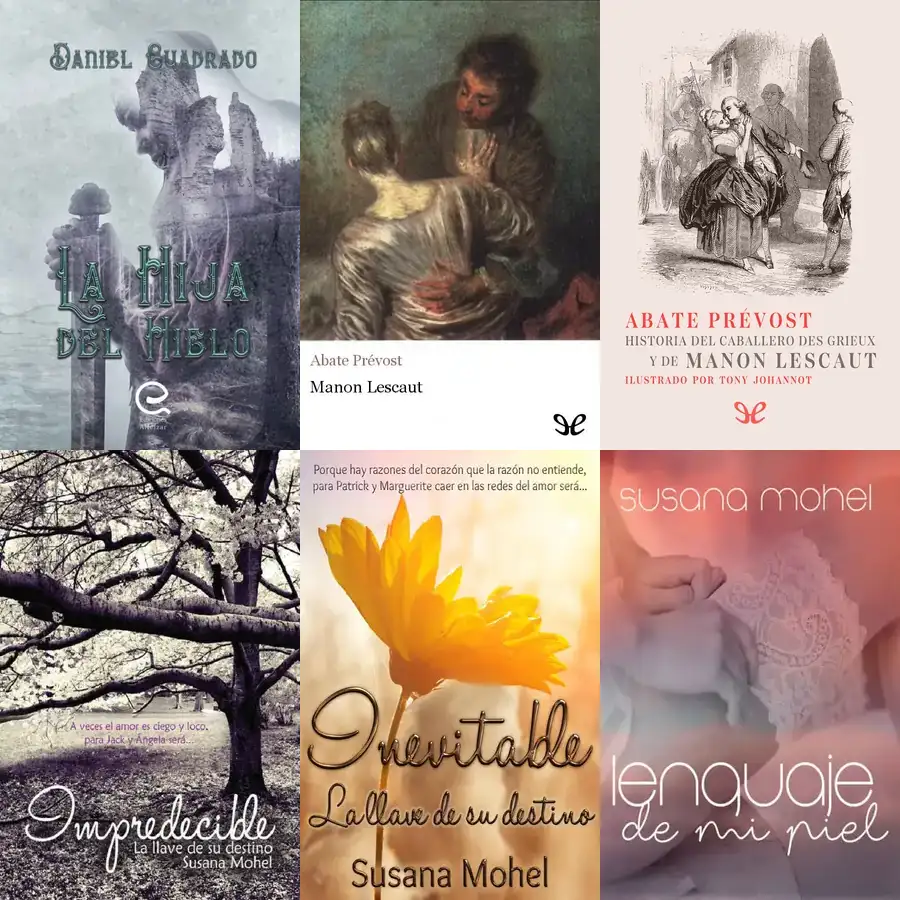 DANIEL CUADRADO
LA HIJA
DEL HIELO
Abate Prévost
Manon Lescaut
ABATE PRÉVOST
HISTORIA DEL CABALLERO DES GRIEUX
Y DE MANON LESCAUT
ILUSTRADO POR TONY JOHANNOT
A veces el amor es ciego y loco,
para Jack y Ángela será...
Impredecible
La llave de su destino
Susana Mohel
Porque hay razones del corazón que la razón no entiende,
para Patrick y Marguerite caer en las redes del amor será...
Inevitable
La llave de su destino
Susana Mohel
susana mohel
lenguaje
de mi piel